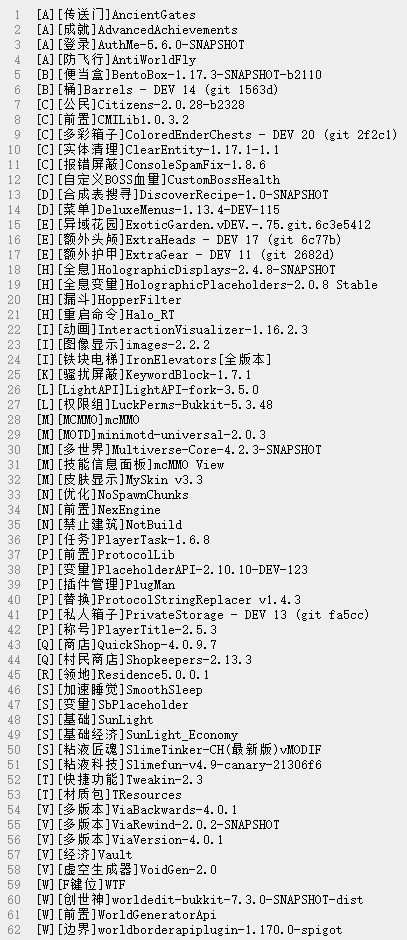 1 [A][传送门]AncientGates
2 [A][成就]AdvancedAchievements
3 [A][登录]AuthMe-5.6.0-SNAPSHOT
4 [A][防飞行]AntiWorldFly
5 [B][便当盒]BentoBox-1.17.3-SNAPSHOT-b2110
6 [B][桶]Barrels - DEV 14 (git 1563d)
7 [C][公民]Citizens-2.0.28-b2328
8 [C][前置]CMILib1.0.3.2
9 [C][多彩箱子]ColoredEnderChests - DEV 20 (git 2f2c1)
10 [C][实体清理]ClearEntity-1.17.1-1.1
11 [C][报错屏蔽]ConsoleSpamFix-1.8.6
12 [C][自定义BOSS血量]CustomBossHealth
13 [D][合成表搜寻]DiscoverRecipe-1.0-SNAPSHOT
14 [D][菜单]DeluxeMenus-1.13.4-DEV-115
15 [E][异域花园]ExoticGarden.vDEV.-.75.git.6c3e5412
16 [E][额外头颅]ExtraHeads - DEV 17 (git 6c77b)
17 [E][额外护甲]ExtraGear - DEV 11 (git 2682d)
18 [H][全息]HolographicDisplays-2.4.8-SNAPSHOT
19 [H][全息变量]HolographicPlaceholders-2.0.8 Stable
20 [H][漏斗]HopperFilter
21 [H][重启命令]Halo_RT
22 [I][动画]InteractionVisualizer-1.16.2.3
23 [I][图像显示]images-2.2.2
24 [I][铁块电梯]IronElevators[全版本]
25 [K][骚扰屏蔽]KeywordBlock-1.7.1
26 [L][LightAPI]LightAPI-fork-3.5.0
27 [L][权限组]LuckPerms-Bukkit-5.3.48
28 [M][MCMMO]mcMMO
29 [M][MOTD]minimotd-universal-2.0.3
30 [M][多世界]Multiverse-Core-4.2.3-SNAPSHOT
31 [M][技能信息面板]mcMMO View
32 [M][皮肤显示]MySkin v3.3
33 [N][优化]NoSpawnChunks
34 [N][前置]NexEngine
35 [N][禁止建筑]NotBuild
36 [P][任务]PlayerTask-1.6.8
37 [P][前置]ProtocolLib
38 [P][变量]PlaceholderAPI-2.10.10-DEV-123
39 [P][插件管理]PlugMan
40 [P][替换]ProtocolStringReplacer v1.4.3
41 [P][私人箱子]PrivateStorage - DEV 13 (git fa5cc)
42 [P][称号]PlayerTitle-2.5.3
43 [Q][商店]QuickShop-4.0.9.7
44 [Q][村民商店]Shopkeepers-2.13.3
45 [R][领地]Residence5.0.0.1
46 [S][加速睡觉]SmoothSleep
47 [S][变量]SbPlaceholder
48 [S][基础]SunLight
49 [S][基础经济]SunLight_Economy
50 [S][粘液匠魂]SlimeTinker-CH(最新版)vMODIF
51 [S][粘液科技]Slimefun-v4.9-canary-21306f6
52 [T][快捷功能]Tweakin-2.3
53 [T][材质包]TResources
54 [V][多版本]ViaBackwards-4.0.1
55 [V][多版本]ViaRewind-2.0.2-SNAPSHOT
56 [V][多版本]ViaVersion-4.0.1
57 [V][经济]Vault
58 [V][虚空生成器]VoidGen-2.0
59 [W][F键位]WTF
60 [W][创世神]worldedit-bukkit-7.3.0-SNAPSHOT-dist
61 [W][前置]WorldGeneratorApi
62 [W][边界]worldborderapiplugin-1.170.0-spigot